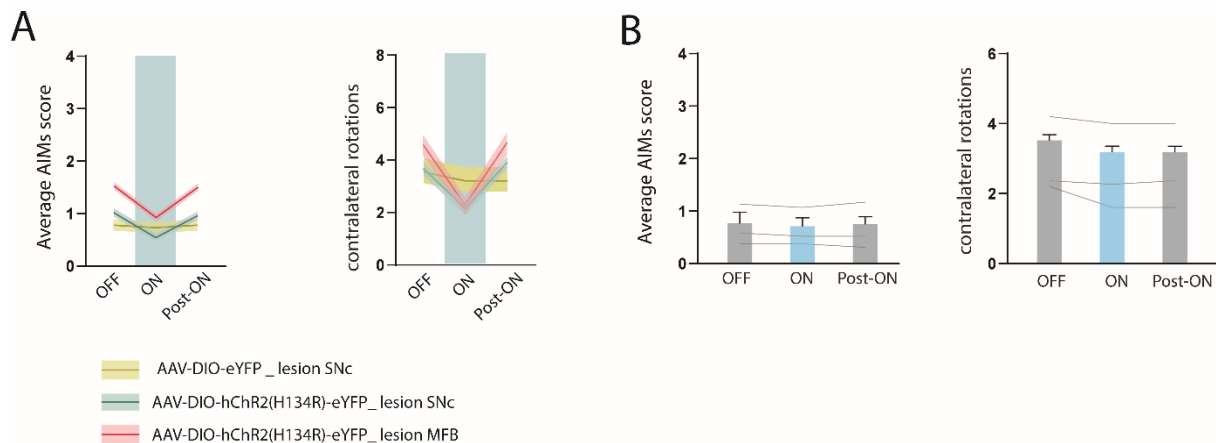 A
B
Average AIMs score
4
3
2
1
0
OFF
ON
Post-ON
contralateral rotations
8
6
4
2
0
OFF
ON
Post-ON
Average AIMs score
4
3
2
1
0
OFF
ON
Post-ON
contralateral rotations
6
4
2
0
OFF
ON
Post-ON
AAV-DIO-eYFP_ lesion SNc
AAV-DIO-hChR2(H134R)-eYFP_ lesion SNc
AAV-DIO-hChR2(H134R)-eYFP_ lesion MFB